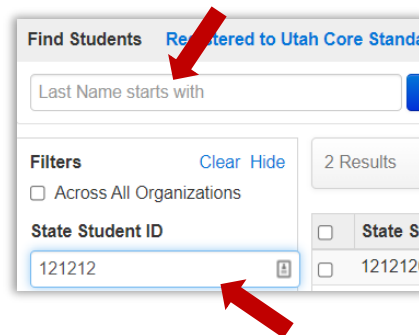 Find Students Registered to Utah Core Standa
Last Name starts with
Filters Clear Hide
2 Results
Across All Organizations
State Student ID
State S
121212
121212